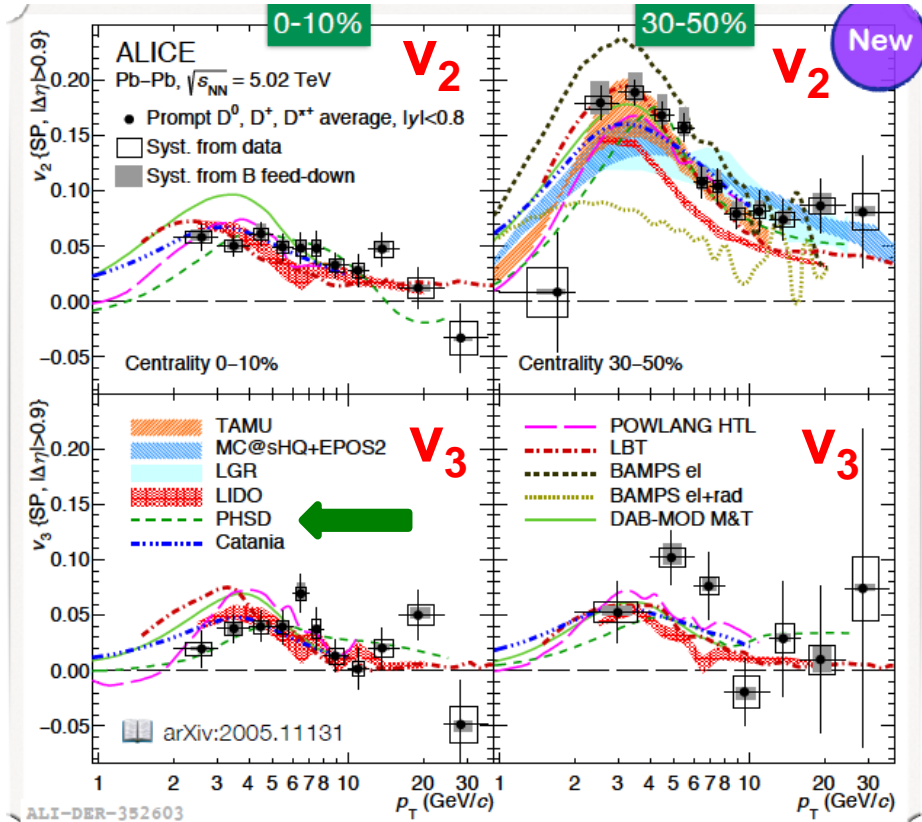 0-10%
30-50%
New
ALICE
Pb–Pb, √sNN = 5.02 TeV
Prompt D⁰, D⁺, D*⁺ average, |y|<0.8
Syst. from data
Syst. from B feed-down
v₂
v₂
v₂ {SP, |Δη|>0.9}
0.20
0.15
0.10
0.05
0.00
−0.05
Centrality 0–10%
Centrality 30–50%
TAMU
MC@sHQ+EPOS2
LGR
LIDO
PHSD
Catania
v₃
POWLANG HTL
LBT
BAMPS el
BAMPS el+rad
DAB-MOD M&T
v₃
v₃ {SP, |Δη|>0.9}
0.20
0.15
0.10
0.05
0.00
−0.05
arXiv:2005.11131
1 2 3 4 5 6 7 8 10 20 30
1 2 3 4 5 6 7 8 10 20 30
pT (GeV/c)
pT (GeV/c)
ALI-DER-352603